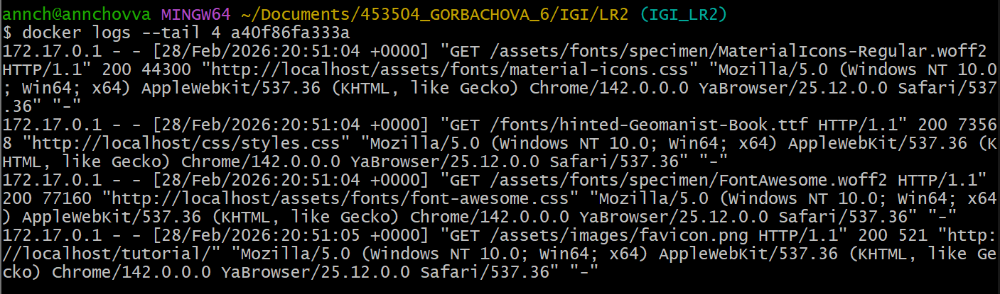 annch@annchovva MINGW64 ~/Documents/453504_GORBACHOVA_6/IGI/LR2 (IGI_LR2)
$ docker logs --tail 4 a40f86fa333a
172.17.0.1 - - [28/Feb/2026:20:51:04 +0000] "GET /assets/fonts/specimen/MaterialIcons-Regular.woff2
HTTP/1.1" 200 44300 "http://localhost/assets/fonts/material-icons.css" "Mozilla/5.0 (Windows NT 10.0
; Win64; x64) AppleWebKit/537.36 (KHTML, like Gecko) Chrome/142.0.0.0 YaBrowser/25.12.0.0 Safari/537
.36" "-"
172.17.0.1 - - [28/Feb/2026:20:51:04 +0000] "GET /fonts/hinted-Geomanist-Book.ttf HTTP/1.1" 200 7356
8 "http://localhost/css/styles.css" "Mozilla/5.0 (Windows NT 10.0; Win64; x64) AppleWebKit/537.36 (K
HTML, like Gecko) Chrome/142.0.0.0 YaBrowser/25.12.0.0 Safari/537.36" "-"
172.17.0.1 - - [28/Feb/2026:20:51:04 +0000] "GET /assets/fonts/specimen/FontAwesome.woff2 HTTP/1.1"
200 77160 "http://localhost/assets/fonts/font-awesome.css" "Mozilla/5.0 (Windows NT 10.0; Win64; x64
) AppleWebKit/537.36 (KHTML, like Gecko) Chrome/142.0.0.0 YaBrowser/25.12.0.0 Safari/537.36" "-"
172.17.0.1 - - [28/Feb/2026:20:51:05 +0000] "GET /assets/images/favicon.png HTTP/1.1" 200 521 "http:
//localhost/tutorial/" "Mozilla/5.0 (Windows NT 10.0; Win64; x64) AppleWebKit/537.36 (KHTML, like Ge
cko) Chrome/142.0.0.0 YaBrowser/25.12.0.0 Safari/537.36" "-"